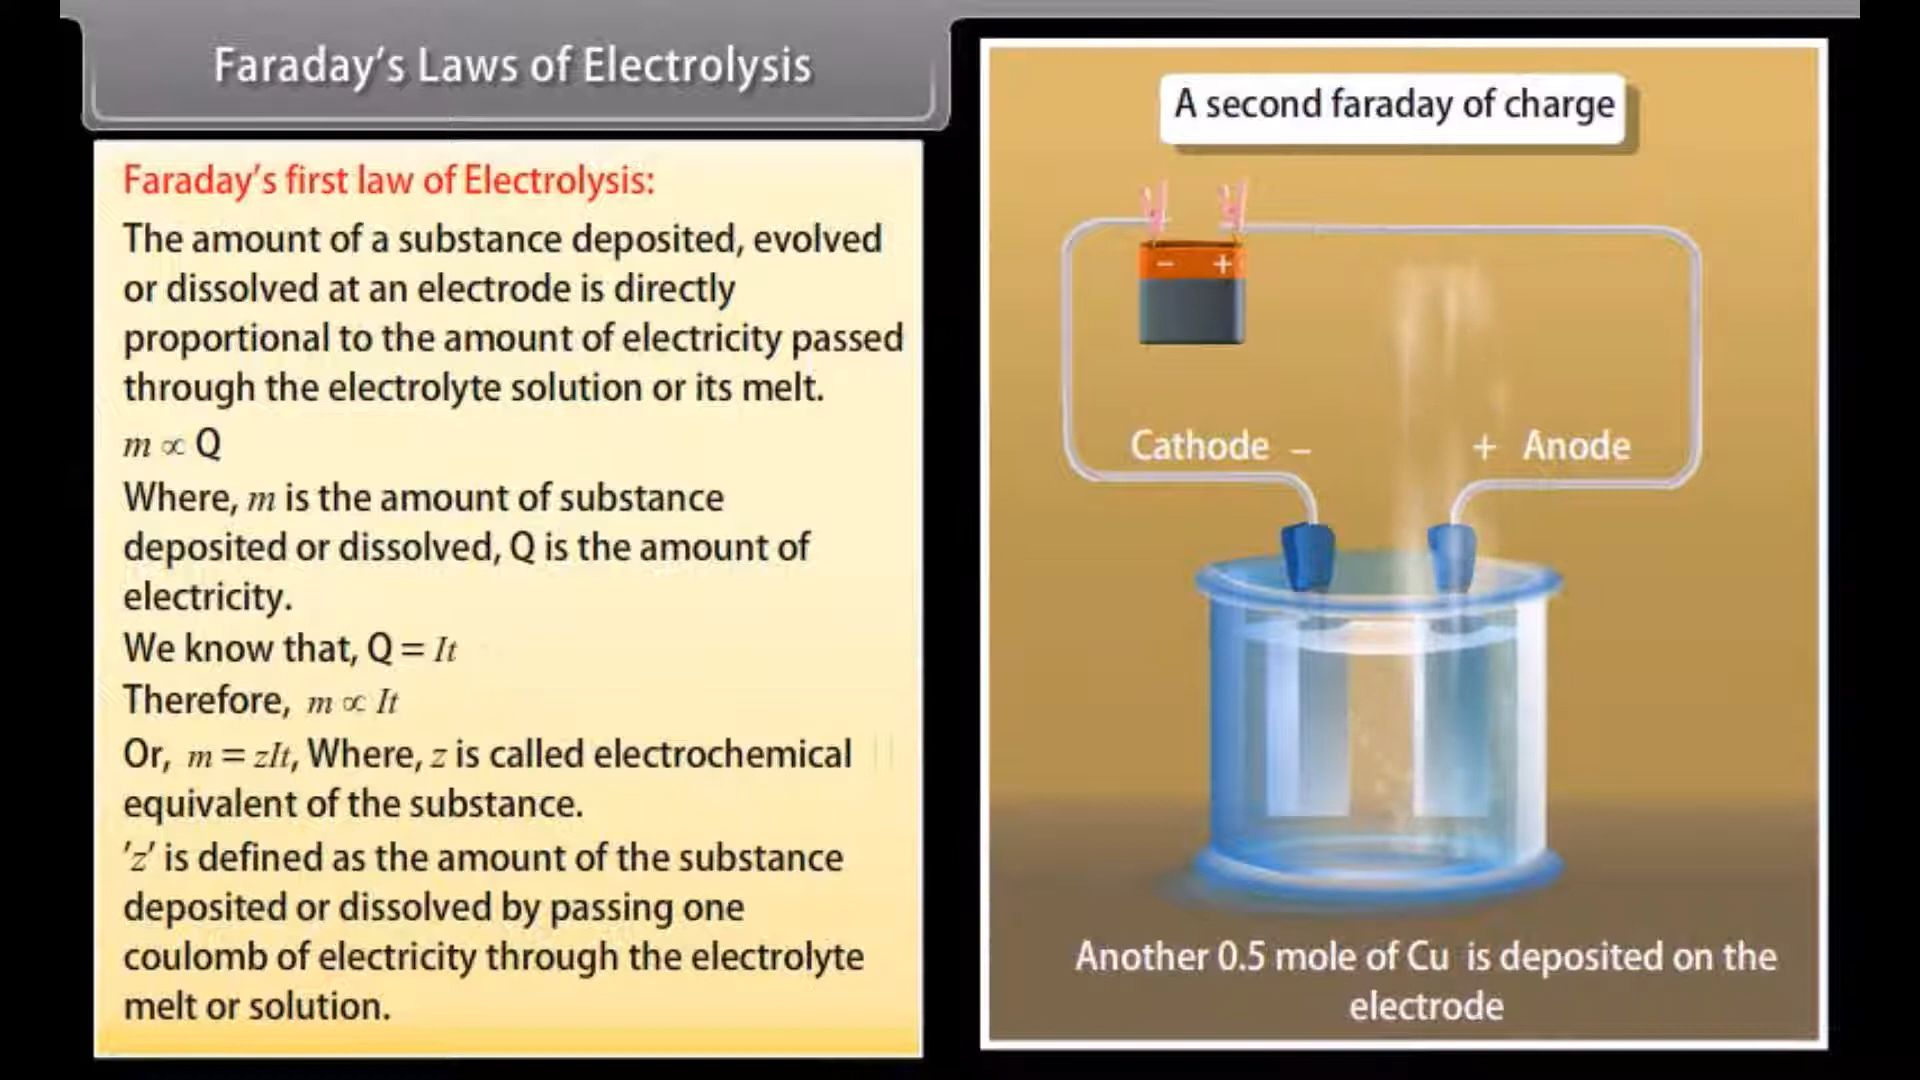 Faraday's Laws of Electrolysis
Faraday's first law of Electrolysis:
The amount of a substance deposited, evolved
or dissolved at an electrode is directly
proportional to the amount of electricity passed
through the electrolyte solution or its melt.
m ∝ Q
Where, m is the amount of substance
deposited or dissolved, Q is the amount of
electricity.
We know that, Q = It
Therefore, m ∝ It
Or, m = zIt, Where, z is called electrochemical
equivalent of the substance.
'z' is defined as the amount of the substance
deposited or dissolved by passing one
coulomb of electricity through the electrolyte
melt or solution.
A second faraday of charge
− +
Cathode − + Anode
Another 0.5 mole of Cu is deposited on the
electrode